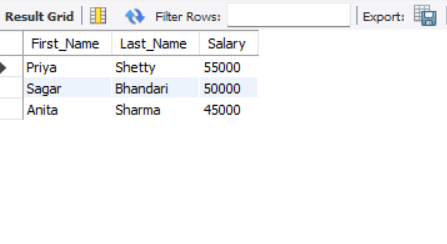 Result Grid Filter Rows: Export:
First_Name Last_Name Salary
Priya Shetty 55000
Sagar Bhandari 50000
Anita Sharma 45000